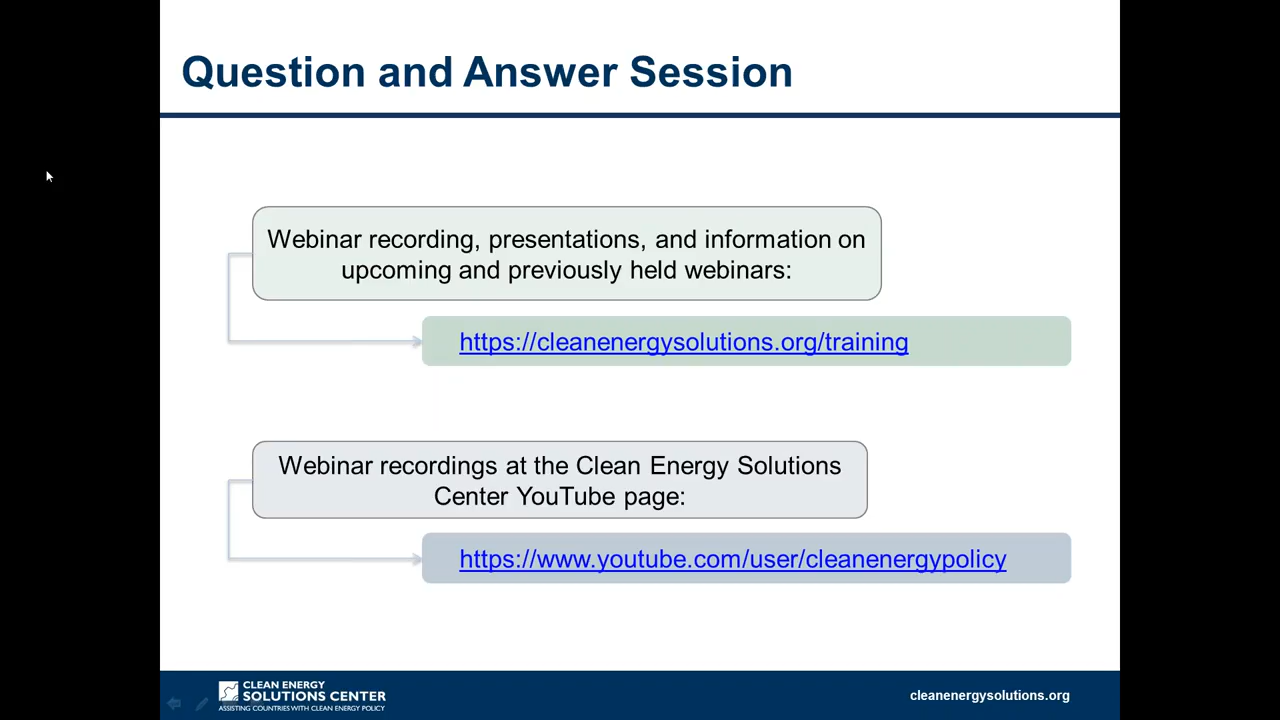 Question and Answer Session
Webinar recording, presentations, and information on
upcoming and previously held webinars:
https://cleanenergysolutions.org/training
Webinar recordings at the Clean Energy Solutions
Center YouTube page:
https://www.youtube.com/user/cleanenergypolicy
CLEAN ENERGY
SOLUTIONS CENTER
ASSISTING COUNTRIES WITH CLEAN ENERGY POLICY
cleanenergysolutions.org